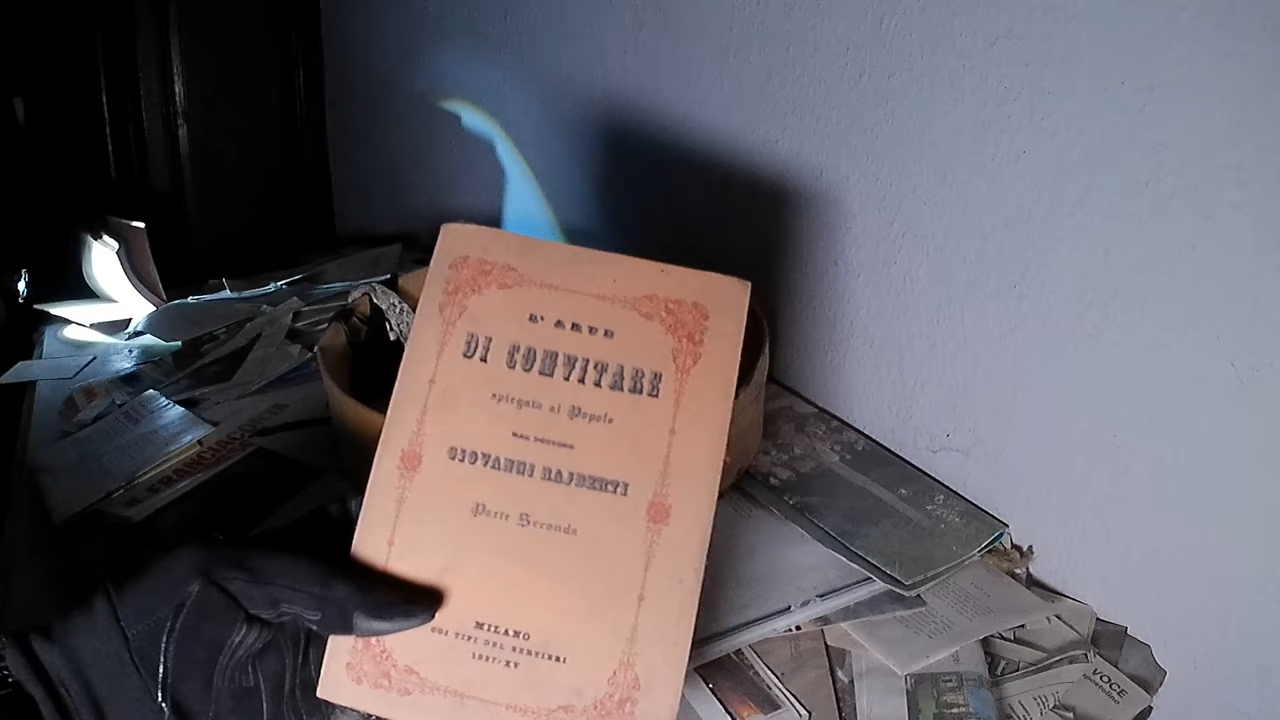 L'ARTE
DI CONVITARE
spiegata al Popolo
DAL DOTTORE
GIOVANNI RAJBERTI
Parte Seconda
MILANO
COI TIPI DEL BERTIERI
1937/XV
FRANCIACORTA
VOCE